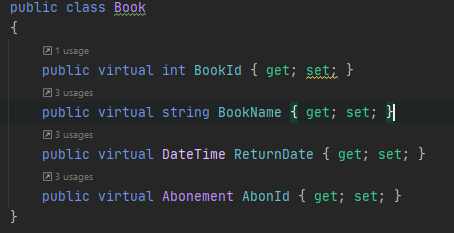 public class Book
{
1 usage
public virtual int BookId { get; set; }
3 usages
public virtual string BookName { get; set; }
3 usages
public virtual DateTime ReturnDate { get; set; }
3 usages
public virtual Abonement AbonId { get; set; }
}